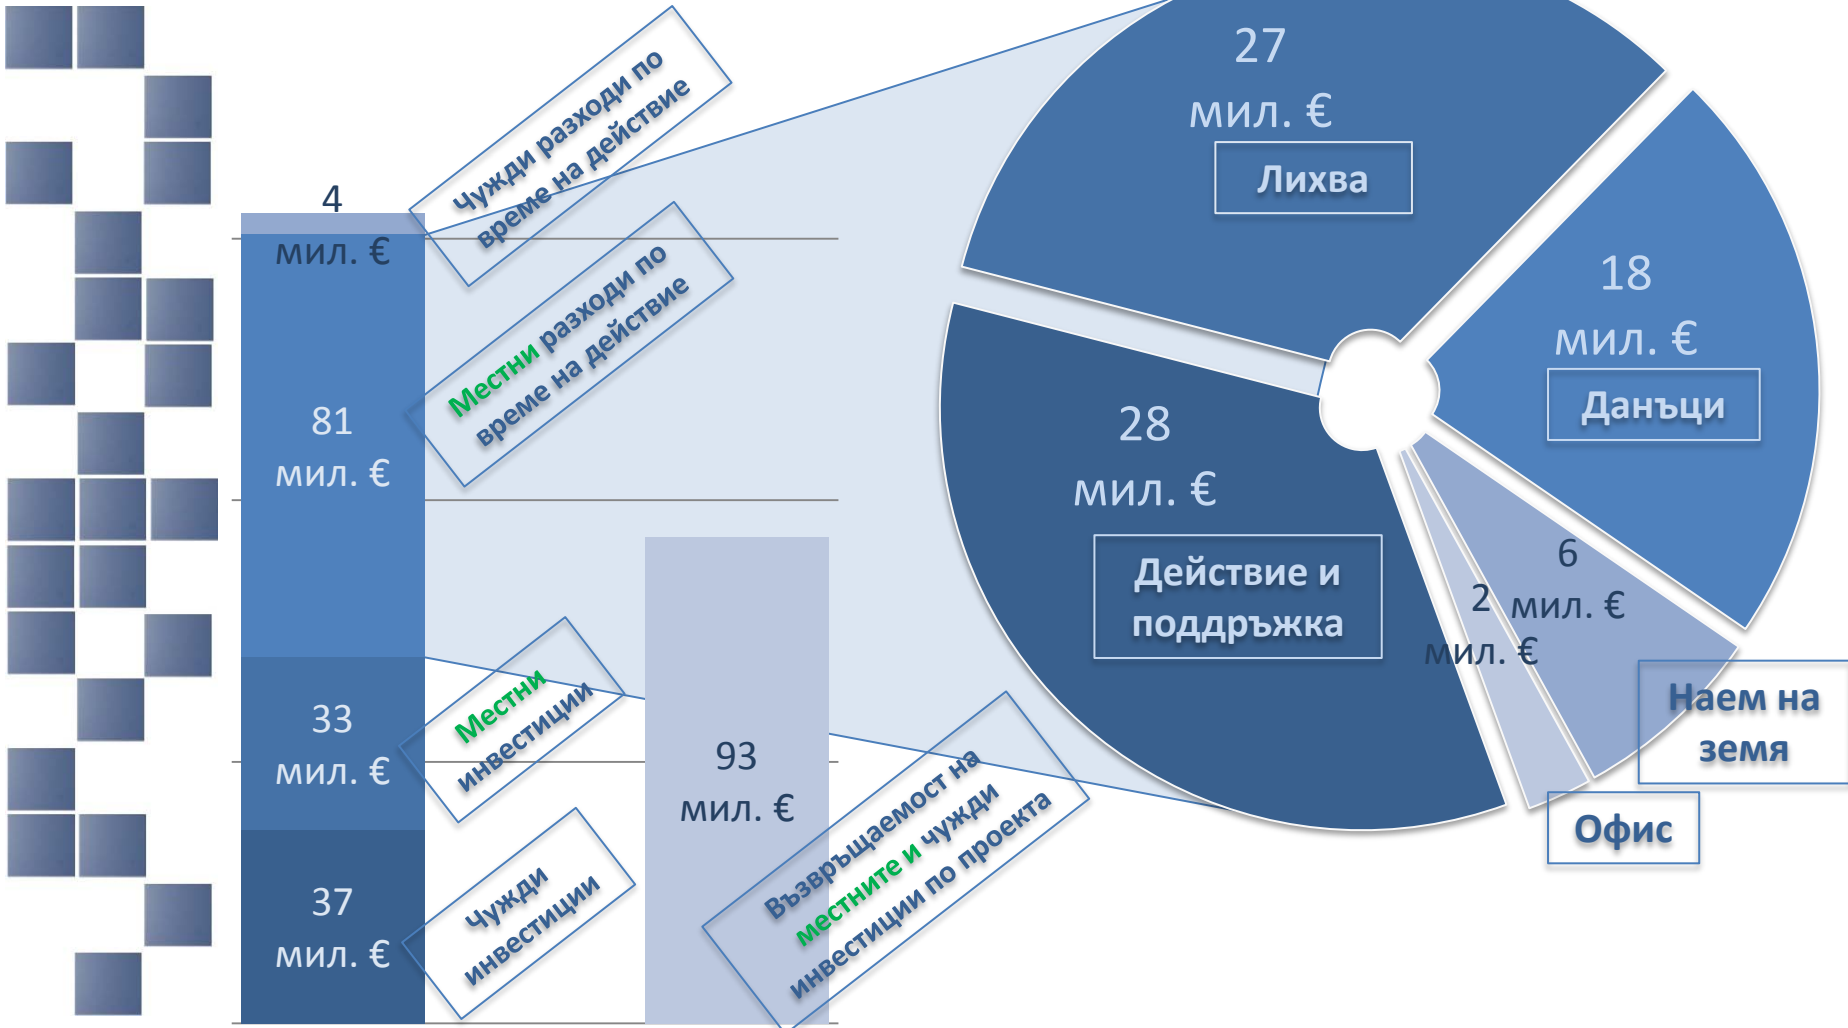 4
мил. €
Чужди разходи по
време на действие
81
мил. €
Местни разходи по
време на действие
33
мил. €
Местни
инвестиции
37
мил. €
Чужди
инвестиции
93
мил. €
Възвръщаемост на
местните и чужди
инвестиции по проекта
27
мил. €
Лихва
18
мил. €
Данъци
28
мил. €
Действие и
поддръжка
6
мил. €
2
мил. €
Наем на
земя
Офис